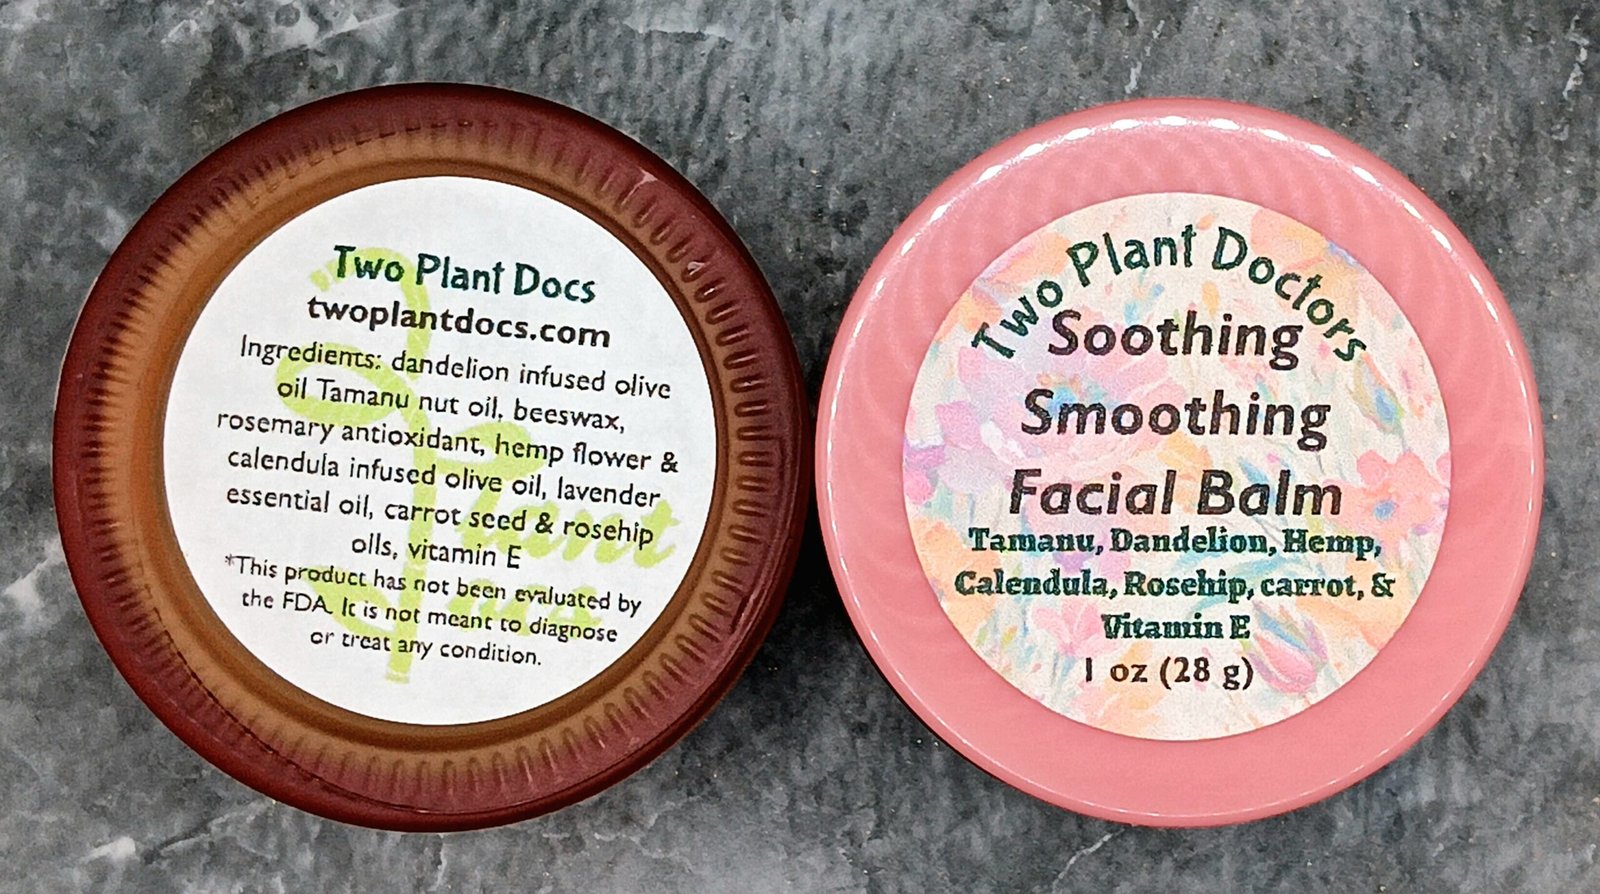 Two Plant Docs
twoplantdocs.com
Ingredients: dandelion infused olive
oil Tamanu nut oil, beeswax,
rosemary antioxidant, hemp flower &
calendula infused olive oil, lavender
essential oil, carrot seed & rosehip
oils, vitamin E
*This product has not been evaluated by
the FDA. It is not meant to diagnose
or treat any condition.
Two Plant Doctors
Soothing
Smoothing
Facial Balm
Tamanu, Dandelion, Hemp,
Calendula, Rosehip, carrot, &
Vitamin E
1 oz (28 g)